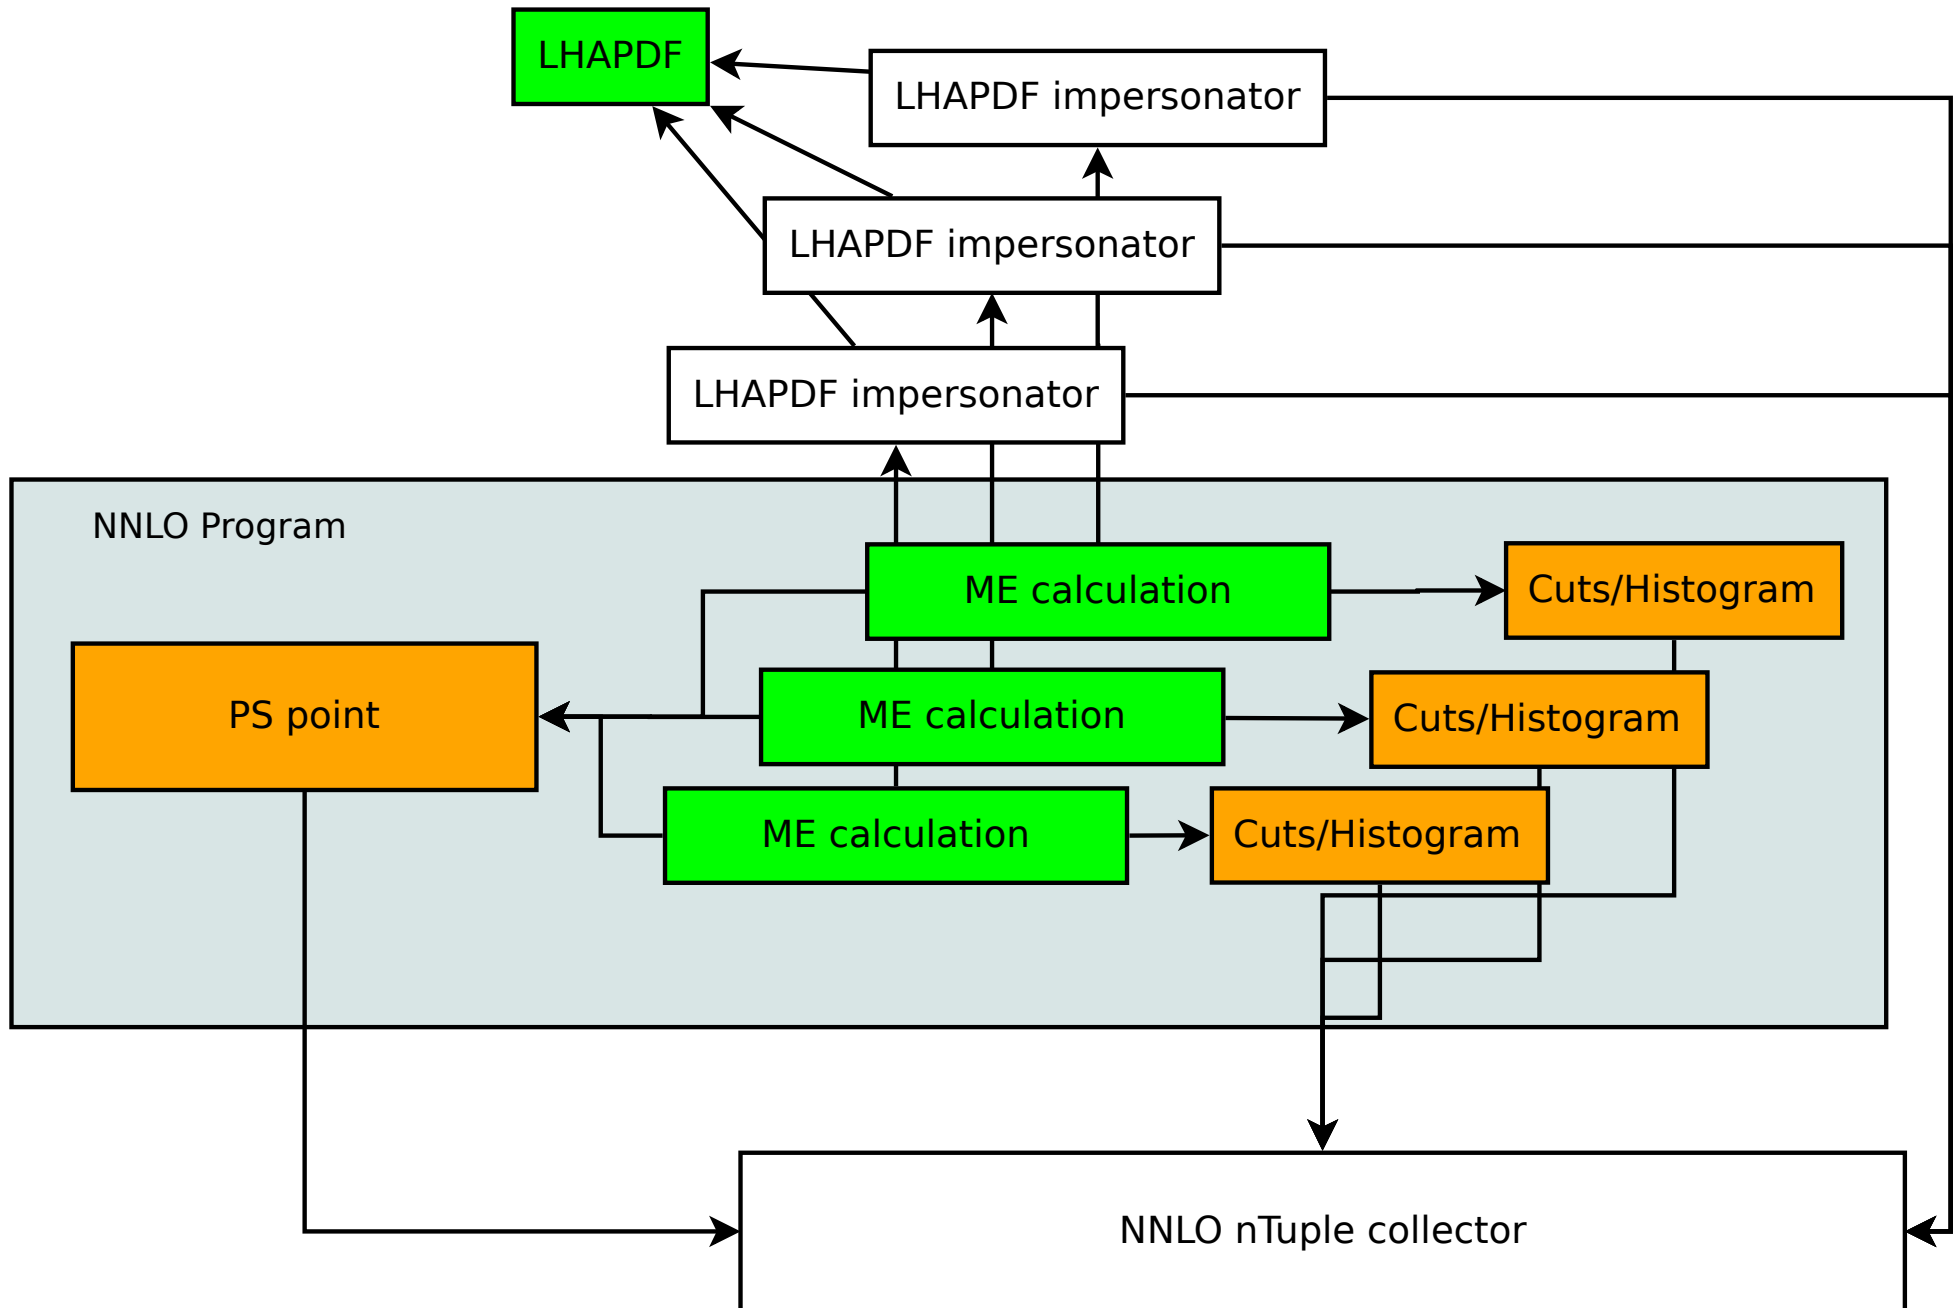 LHAPDF
LHAPDF impersonator
LHAPDF impersonator
LHAPDF impersonator
NNLO Program
ME calculation
Cuts/Histogram
PS point
ME calculation
Cuts/Histogram
ME calculation
Cuts/Histogram
NNLO nTuple collector